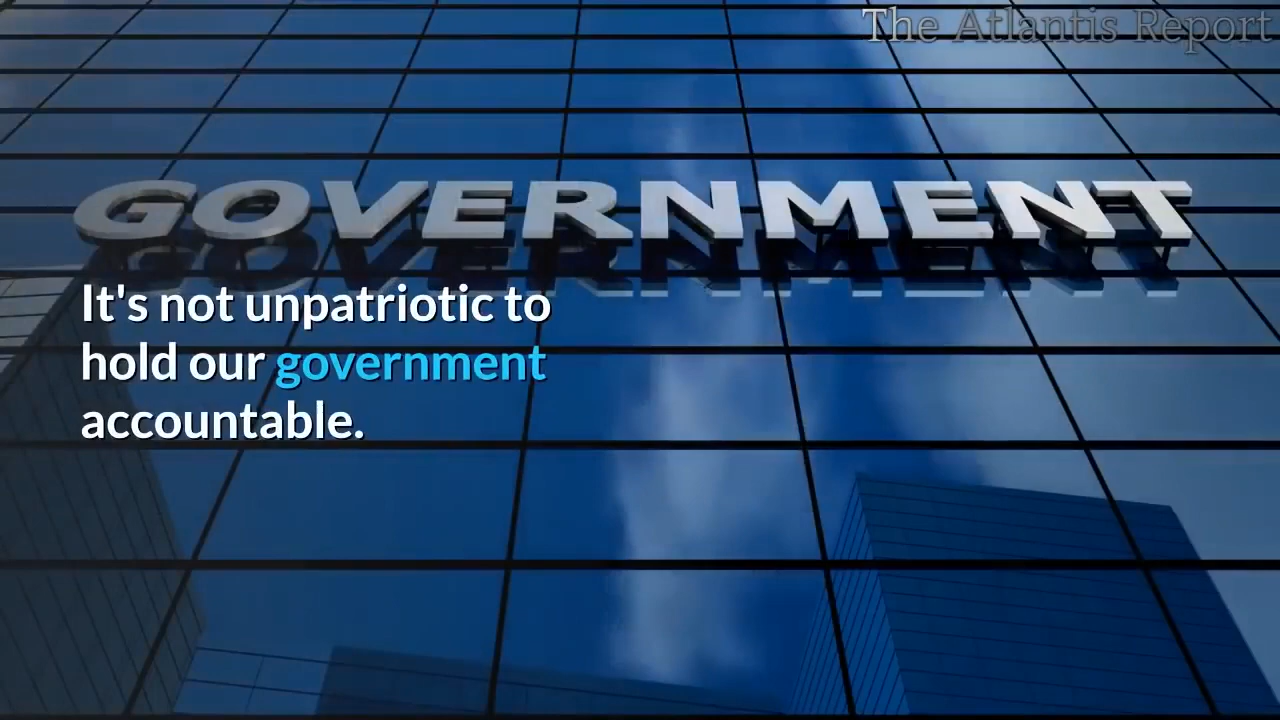 The Atlantis Report
GOVERNMENT
It's not unpatriotic to
hold our government
accountable.